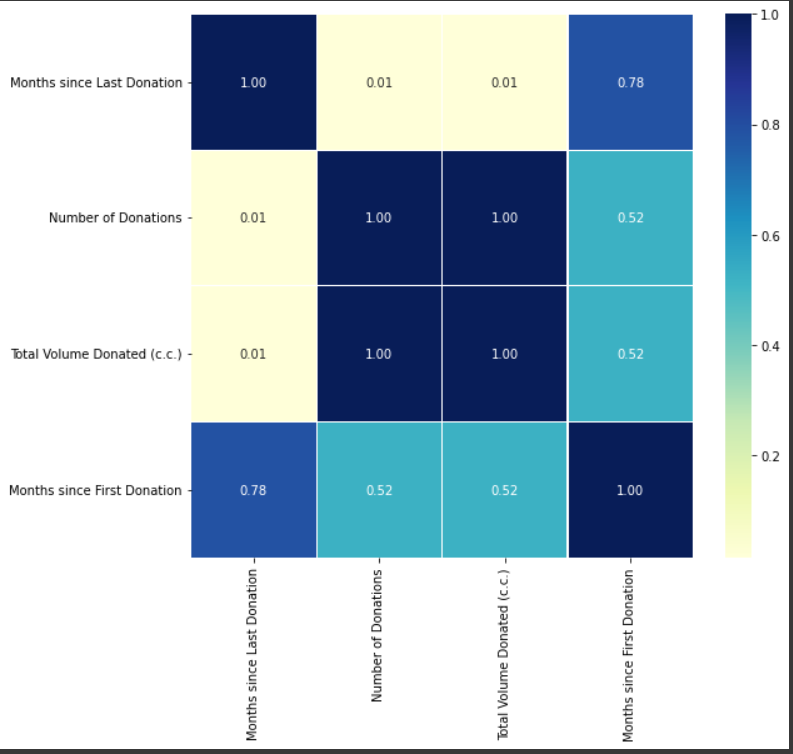 1.0
Months since Last Donation
1.00 0.01 0.01 0.78
0.8
Number of Donations
0.01 1.00 1.00 0.52
0.6
Total Volume Donated (c.c.)
0.01 1.00 1.00 0.52
0.4
0.2
Months since First Donation
0.78 0.52 0.52 1.00
Months since Last Donation
Number of Donations
Total Volume Donated (c.c.)
Months since First Donation